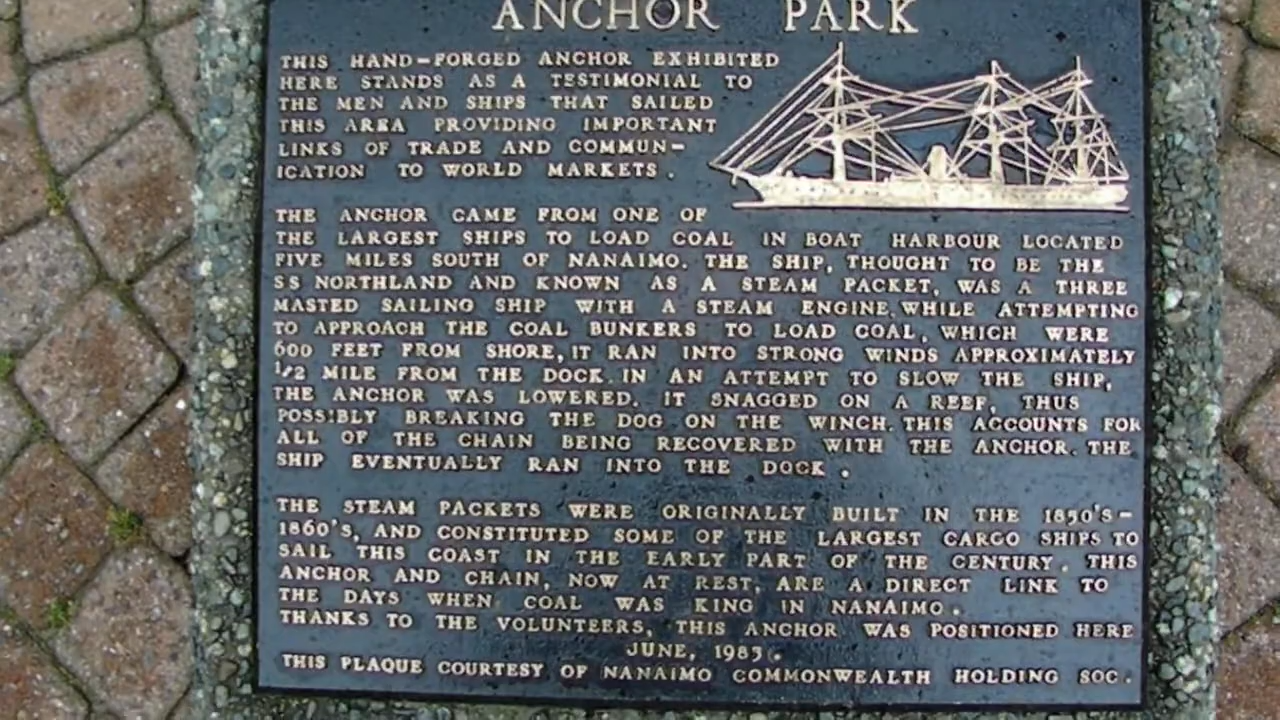 ANCHOR PARK
THIS HAND-FORGED ANCHOR EXHIBITED
HERE STANDS AS A TESTIMONIAL TO
THE MEN AND SHIPS THAT SAILED
THIS AREA PROVIDING IMPORTANT
LINKS OF TRADE AND COMMUN-
ICATION TO WORLD MARKETS.
THE ANCHOR CAME FROM ONE OF
THE LARGEST SHIPS TO LOAD COAL IN BOAT HARBOUR LOCATED
FIVE MILES SOUTH OF NANAIMO. THE SHIP, THOUGHT TO BE THE
SS NORTHLAND AND KNOWN AS A STEAM PACKET, WAS A THREE
MASTED SAILING SHIP WITH A STEAM ENGINE. WHILE ATTEMPTING
TO APPROACH THE COAL BUNKERS TO LOAD COAL, WHICH WERE
600 FEET FROM SHORE, IT RAN INTO STRONG WINDS APPROXIMATELY
1/2 MILE FROM THE DOCK. IN AN ATTEMPT TO SLOW THE SHIP,
THE ANCHOR WAS LOWERED. IT SNAGGED ON A REEF, THUS
POSSIBLY BREAKING THE DOG ON THE WINCH. THIS ACCOUNTS FOR
ALL OF THE CHAIN BEING RECOVERED WITH THE ANCHOR. THE
SHIP EVENTUALLY RAN INTO THE DOCK.
THE STEAM PACKETS WERE ORIGINALLY BUILT IN THE 1850'S-
1860'S, AND CONSTITUTED SOME OF THE LARGEST CARGO SHIPS TO
SAIL THIS COAST IN THE EARLY PART OF THE CENTURY. THIS
ANCHOR AND CHAIN, NOW AT REST, ARE A DIRECT LINK TO
THE DAYS WHEN COAL WAS KING IN NANAIMO.
THANKS TO THE VOLUNTEERS, THIS ANCHOR WAS POSITIONED HERE
JUNE, 1985.
THIS PLAQUE COURTESY OF NANAIMO COMMONWEALTH HOLDING SOC.